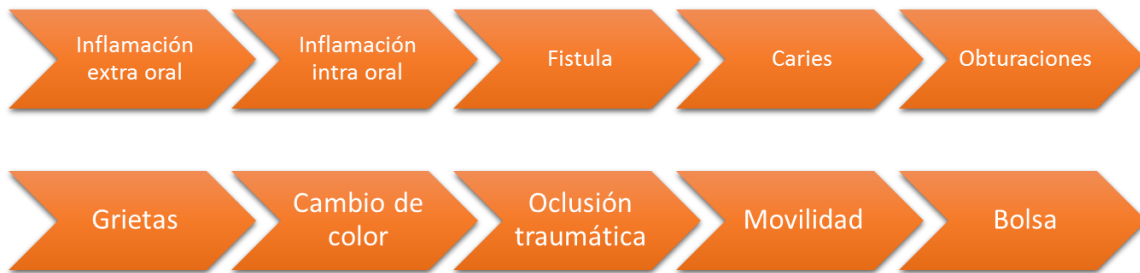 Inflamación
extra oral
Inflamación
intra oral
Fistula
Caries
Obturaciones
Grietas
Cambio de
color
Oclusión
traumática
Movilidad
Bolsa